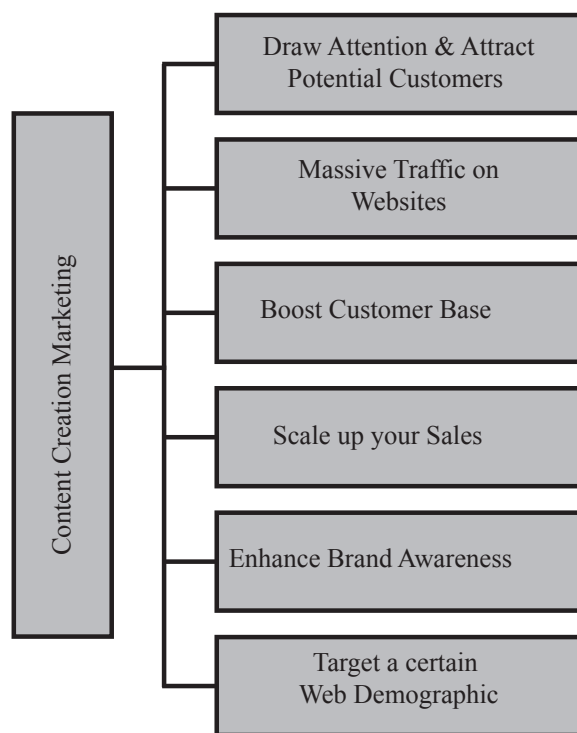 Content Creation Marketing
Draw Attention & Attract
Potential Customers
Massive Traffic on
Websites
Boost Customer Base
Scale up your Sales
Enhance Brand Awareness
Target a certain
Web Demographic